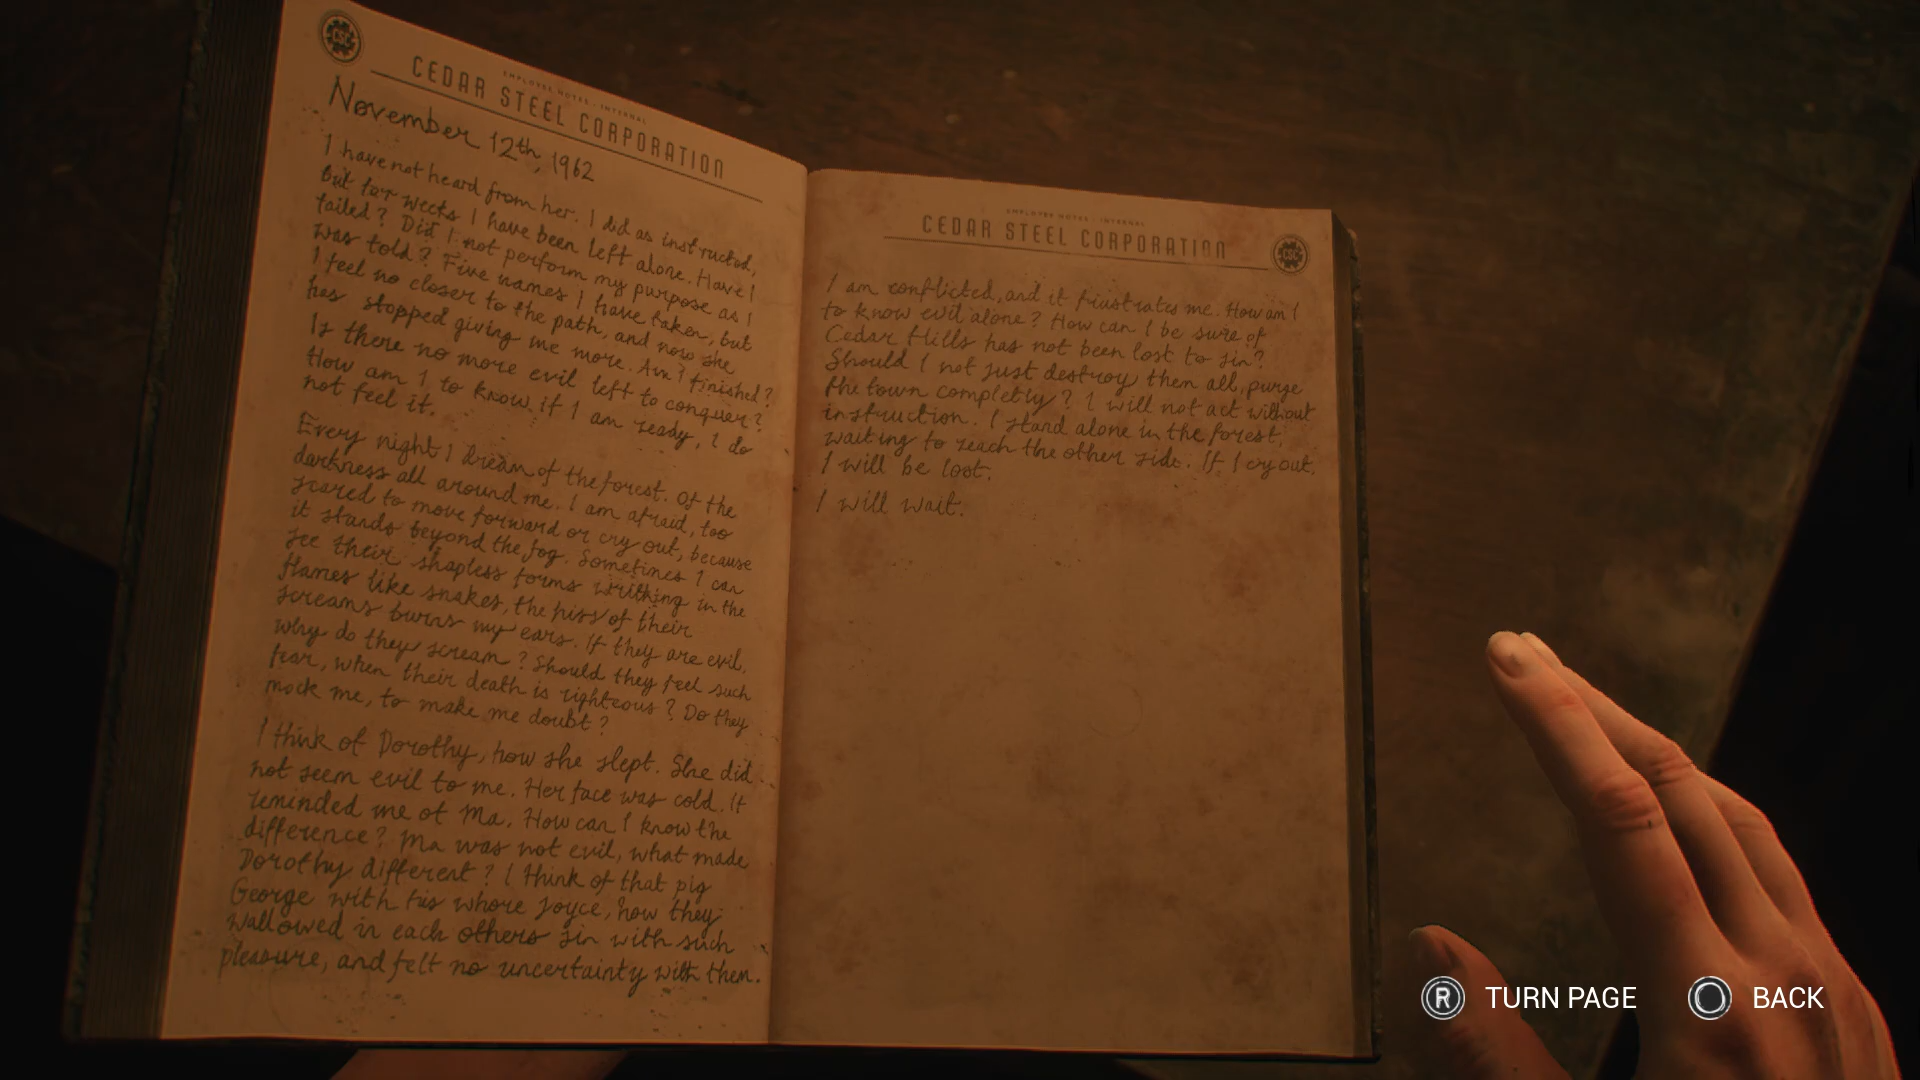 CSC
EMPLOYEE NOTES - INTERNAL
CEDAR STEEL CORPORATION
November 12th, 1962
I have not heard from her. I did as instructed,
But for weeks I have been left alone. Have I
failed? Did I not perform my purpose as I
was told? Five names I have taken, but
I feel no closer to the path, and now she
has stopped giving me more. Am I finished?
Is there no more evil left to conquer?
How am I to know if I am ready, I do
not feel it.
Every night I dream of the forest. Of the
darkness all around me. I am afraid, too
scared to move forward or cry out, because
it stands beyond the fog. Sometimes I can
see their shapless forms writhing in the
flames like snakes, the hiss of their
screams burns my ears. If they are evil,
why do they scream? Should they feel such
fear, when their death is righteous? Do they
mock me, to make me doubt?
I think of Dorothy, how she slept. She did
not seem evil to me. Her face was cold. It
reminded me of Ma. How can I know the
difference? Ma was not evil, what made
Dorothy different? I think of that pig
George with his whore Joyce, how they
wallowed in each others sin with such
pleasure, and felt no uncertainty with them.
EMPLOYEE NOTES - INTERNAL
CEDAR STEEL CORPORATION
CSC
I am conflicted, and it frustrates me. How am I
to know evil alone? How can I be sure of
Cedar Hills has not been lost to sin?
Should I not just destroy them all, purge
the town completly? I will not act without
instruction. I stand alone in the forest,
waiting to reach the other side. If I cry out,
I will be lost.
I will wait.
R TURN PAGE
BACK